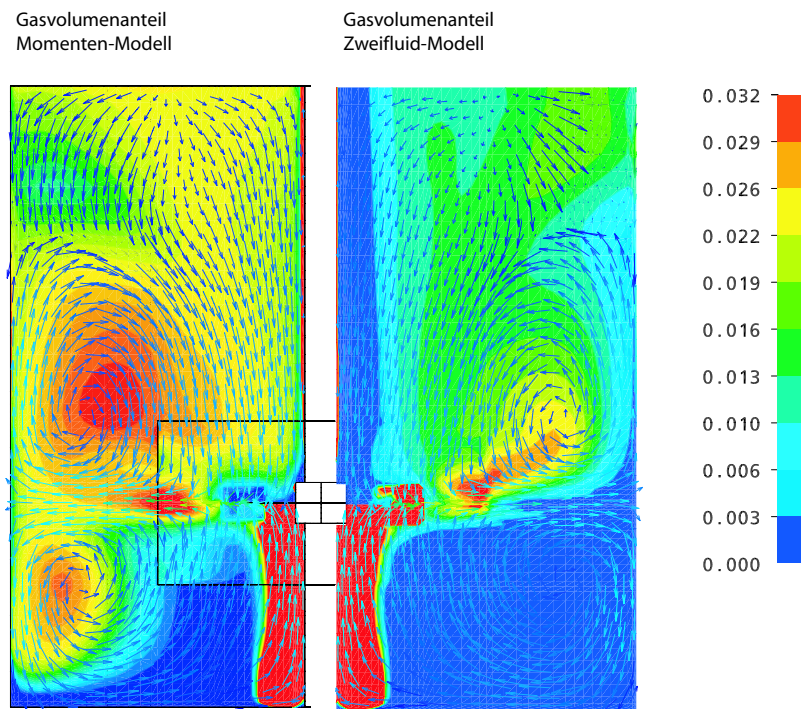 Gasvolumenanteil
Momenten-Modell
Gasvolumenanteil
Zweifluid-Modell
0.032
0.029
0.026
0.022
0.019
0.016
0.013
0.010
0.006
0.003
0.000